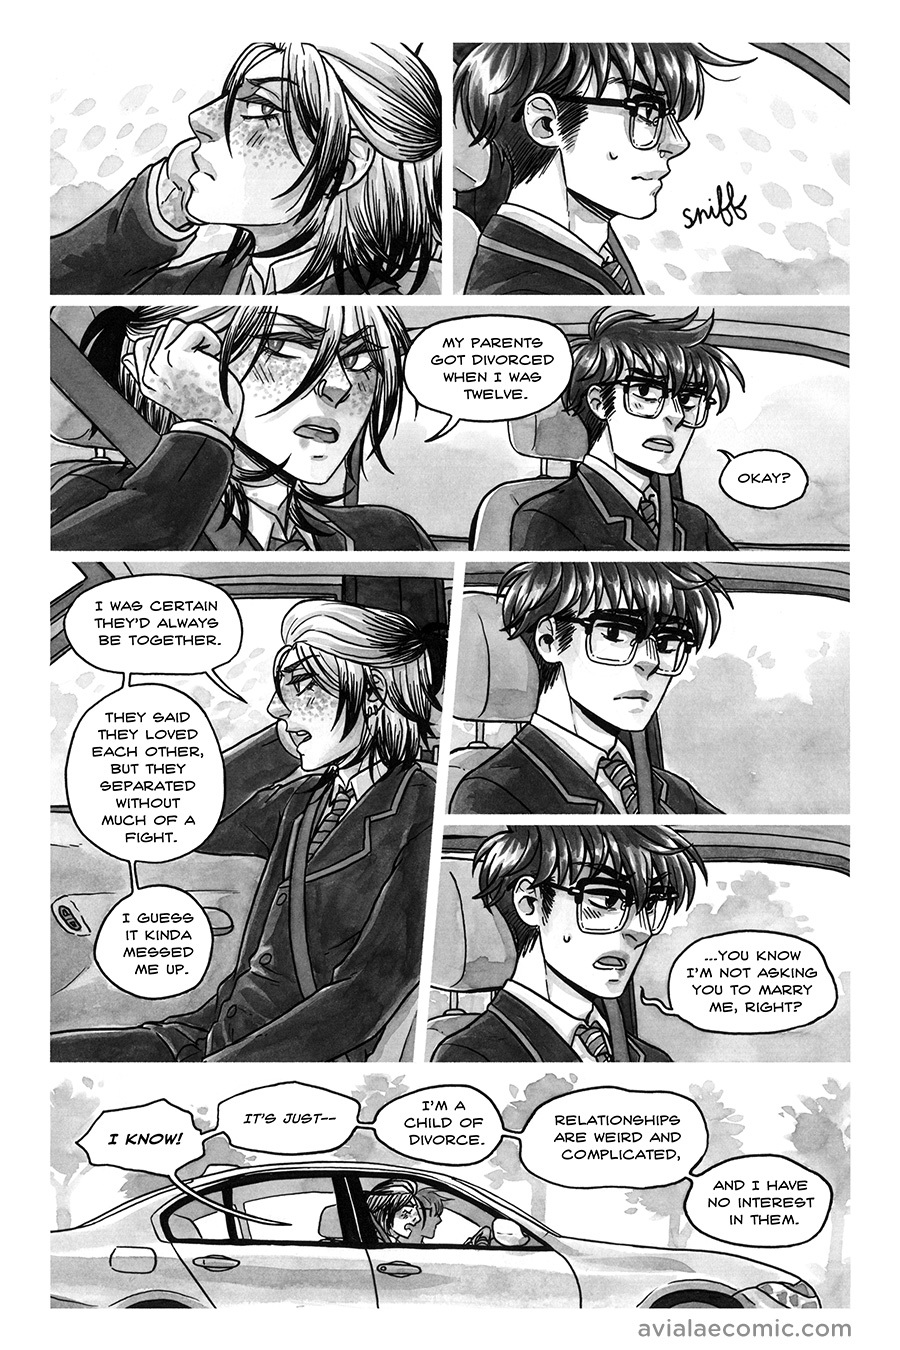 sniff
MY PARENTS
GOT DIVORCED
WHEN I WAS
TWELVE.
OKAY?
I WAS CERTAIN
THEY'D ALWAYS
BE TOGETHER.
THEY SAID
THEY LOVED
EACH OTHER,
BUT THEY
SEPARATED
WITHOUT
MUCH OF A
FIGHT.
I GUESS
IT KINDA
MESSED
ME UP.
...YOU KNOW
I'M NOT ASKING
YOU TO MARRY
ME, RIGHT?
I KNOW!
IT'S JUST--
I'M A
CHILD OF
DIVORCE.
RELATIONSHIPS
ARE WEIRD AND
COMPLICATED,
AND I HAVE
NO INTEREST
IN THEM.
avialaecomic.com